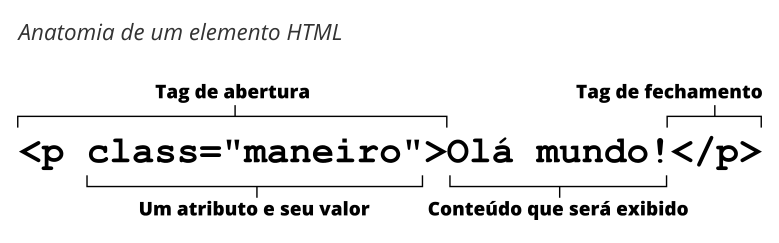 Anatomia de um elemento HTML
Tag de abertura
Tag de fechamento
<p class="maneiro">Olá mundo!</p>
Um atributo e seu valor
Conteúdo que será exibido